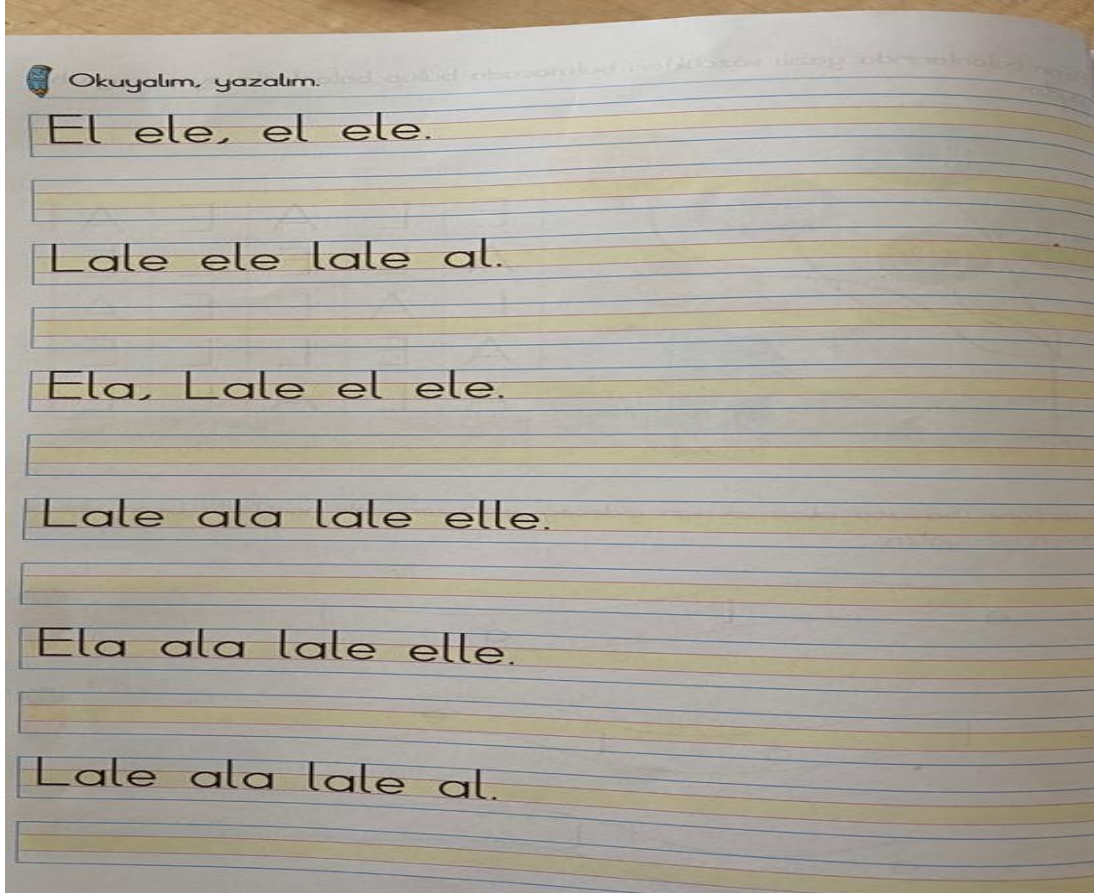 Okuyalım, yazalım.
El ele, el ele.
Lale ele lale al.
Ela, Lale el ele.
Lale ala lale elle.
Ela ala lale elle.
Lale ala lale al.